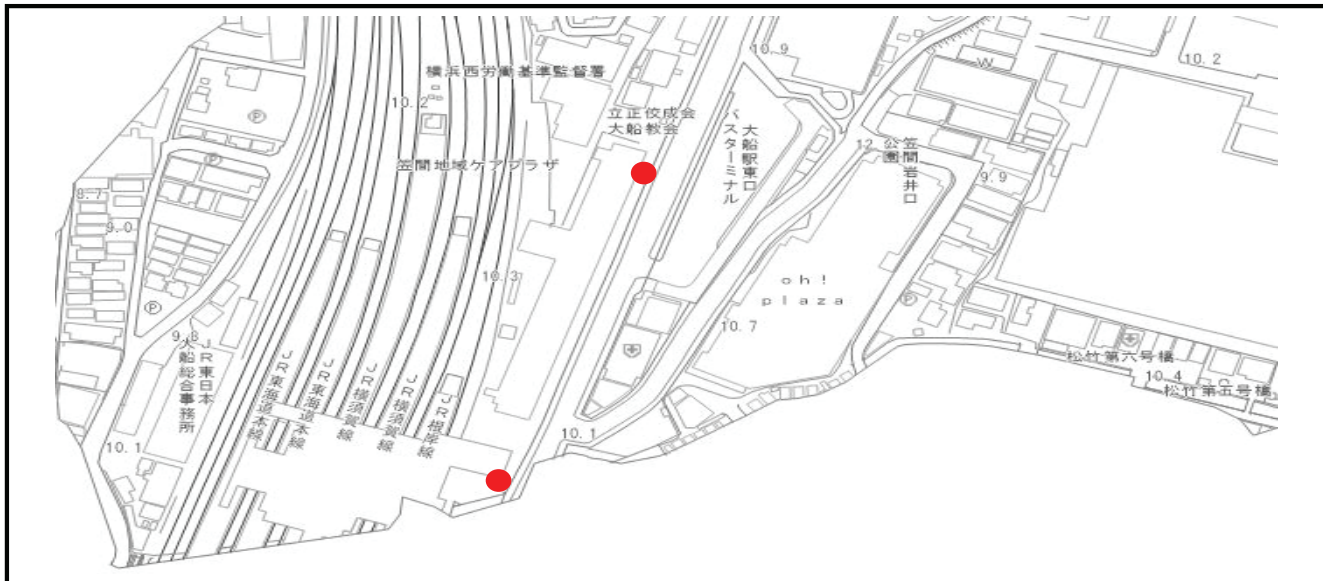 10.9
10.2
W
横浜西労働基準監督署
10.2
立正佼成会
大船教会
大船駅東口
バスターミナル
12
笠間岩井口
公園
笠間地域ケアプラザ
9.9
P
P
8.7
9.0
10.3
oh!
plaza
P
P
10.7
9.8
JR東日本
大船総合事務所
JR東海道本線
JR東海道本線
JR横須賀線
JR横須賀線
JR根岸線
松竹第六号橋
10.4
松竹第五号橋
10.1
10.1